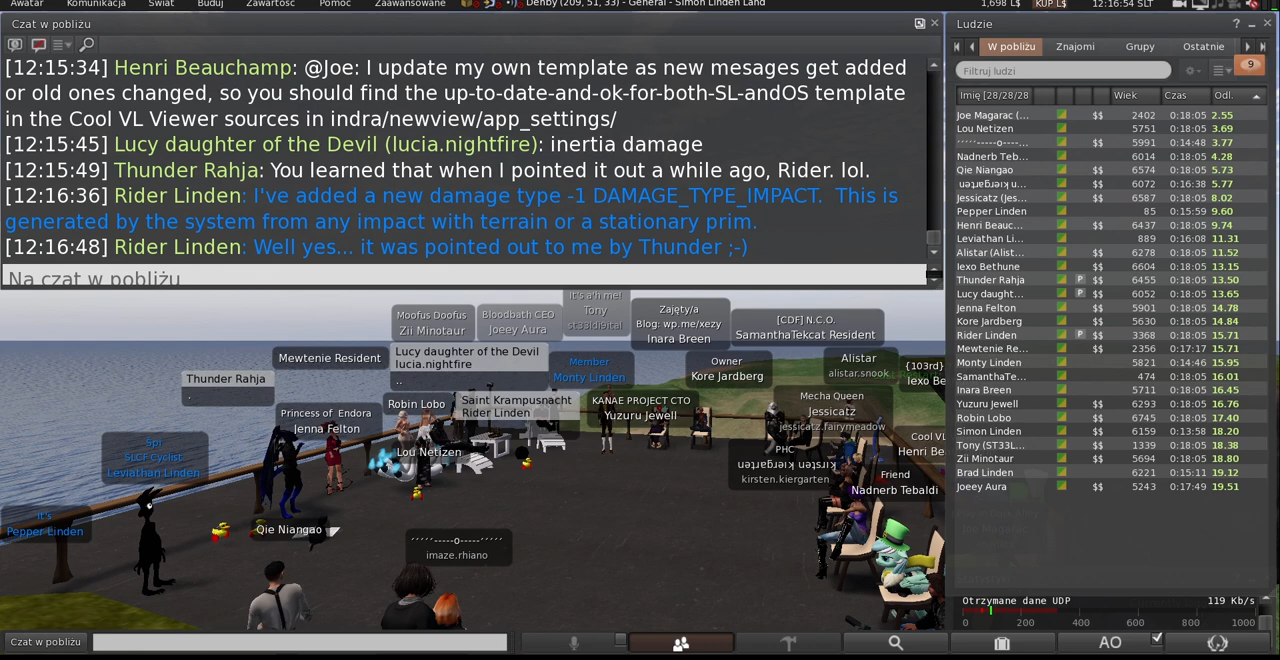 Awatar Komunikacja Świat Buduj Zawartość Pomoc Zaawansowane Denby (209, 51, 33) - General - Simon Linden Land 1,698 L$ KUP L$ 12:16:54 SLT
Czat w pobliżu
[12:15:34] Henri Beauchamp: @Joe: I update my own template as new mesages get added
or old ones changed, so you should find the up-to-date-and-ok-for-both-SL-andOS template
in the Cool VL Viewer sources in indra/newview/app_settings/
[12:15:45] Lucy daughter of the Devil (lucia.nightfire): inertia damage
[12:15:49] Thunder Rahja: You learned that when I pointed it out a while ago, Rider. lol.
[12:16:36] Rider Linden: I've added a new damage type -1 DAMAGE_TYPE_IMPACT. This is
generated by the system from any impact with terrain or a stationary prim.
[12:16:48] Rider Linden: Well yes... it was pointed out to me by Thunder ;-)
Na czat w pobliżu
It's a'h me!
Tony
Moofus Doofus
Zii Minotaur
Bloodbath CEO
Joeey Aura
Zajęty/a
Blog: wp.me/xezy
Inara Breen
[CDF] N.C.O.
SamanthaTekcat Resident
Mewtenie Resident
Lucy daughter of the Devil
lucia.nightfire
..
Member
Monty Linden
Owner
Kore Jardberg
Alistar
alistar.snook
{103rd}
Iexo Be
Thunder Rahja
.
Robin Lobo
Saint Krampusnacht
Rider Linden
KANAE PROJECT CTO
Yuzuru Jewell
Mecha Queen
Jessicatz
jessicatz.fairymeadow
Princess of Endora
Jenna Felton
Spi
SLCF Cyclist
Leviathan Linden
Lou Netizen
PHC
kirsten.kiergarten
Cool VL
Henri Be
Friend
Nadnerb Tebaldi
It's
Pepper Linden
Qie Niangao
´´´´´-----o-----´´´´´
imaze.rhiano
Czat w pobliżu
Ludzie
? _ ×
W pobliżu Znajomi Grupy Ostatnie
Filtruj ludzi 9
Imię [28/28/28 Wiek Czas Odl.
Joe Magarac (... $$ 2402 0:18:05 2.55
Lou Netizen 5751 0:18:05 3.69
´´´´´-----o----... $$ 5991 0:14:48 3.77
Nadnerb Teb... 6014 0:18:05 4.28
Qie Niangao $$ 6574 0:18:05 5.73
$$ 6072 0:16:38 5.77
Jessicatz (Jes... $$ 6587 0:18:05 8.02
Pepper Linden 85 0:15:59 9.60
Henri Beauc... $$ 6437 0:18:05 9.74
Leviathan Li... 889 0:16:08 11.31
Alistar (Alist... $$ 6278 0:18:05 11.52
Iexo Bethune $$ 6604 0:18:05 13.15
Thunder Rahja P $$ 6455 0:18:05 13.50
Lucy daught... P $$ 6052 0:18:05 13.65
Jenna Felton $$ 5901 0:18:05 14.78
Kore Jardberg $$ 5630 0:18:05 14.84
Rider Linden P $$ 3368 0:18:05 15.71
Mewtenie Re... $$ 2356 0:17:17 15.71
Monty Linden 5821 0:14:46 15.95
SamanthaTe... $$ 474 0:18:05 16.01
Inara Breen $$ 5711 0:18:05 16.45
Yuzuru Jewell $$ 6293 0:18:05 16.76
Robin Lobo $$ 6745 0:18:05 17.40
Simon Linden $$ 6159 0:13:58 18.20
Tony (ST33L... $$ 1339 0:18:05 18.38
Zii Minotaur $$ 5694 0:18:05 18.80
Brad Linden 6221 0:15:11 19.12
Joeey Aura $$ 5243 0:17:49 19.51
Otrzymane dane UDP 119 Kb/s
0 200 400 600 800 1000
AO